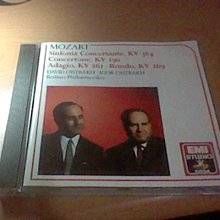 MOZART
Sinfonia Concertante, KV 364
Concertone, KV 190
Adagio, KV 261 · Rondo, KV 269
DAVID OISTRAKH · IGOR OISTRAKH
Berliner Philharmoniker
EMI
STUDIO